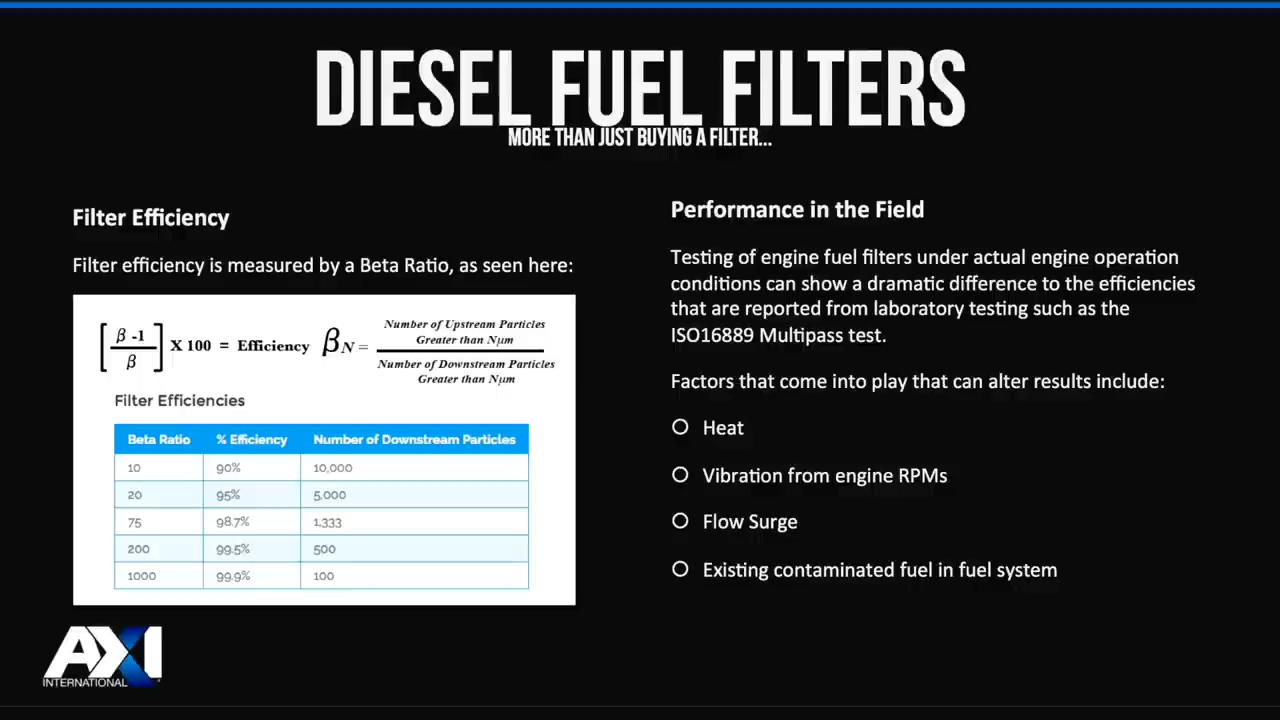 DIESEL FUEL FILTERS
MORE THAN JUST BUYING A FILTER...
Filter Efficiency
Filter efficiency is measured by a Beta Ratio, as seen here:
[β -1 / β] X 100 = Efficiency β_N = Number of Upstream Particles Greater than Nµm / Number of Downstream Particles Greater than Nµm
Filter Efficiencies
Beta Ratio % Efficiency Number of Downstream Particles
10 90% 10,000
20 95% 5,000
75 98.7% 1,333
200 99.5% 500
1000 99.9% 100
Performance in the Field
Testing of engine fuel filters under actual engine operation
conditions can show a dramatic difference to the efficiencies
that are reported from laboratory testing such as the
ISO16889 Multipass test.
Factors that come into play that can alter results include:
Heat
Vibration from engine RPMs
Flow Surge
Existing contaminated fuel in fuel system
AXI
INTERNATIONAL